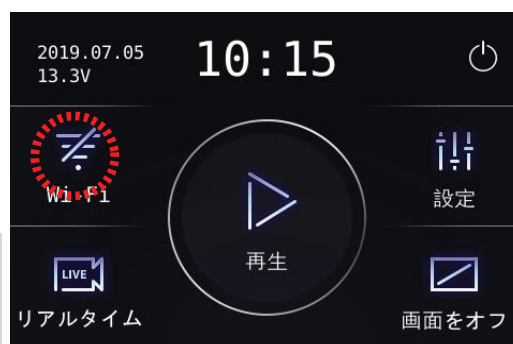 2019.07.05
13.3V
10:15
Wi-Fi
設定
再生
LIVE
リアルタイム
画面をオフ